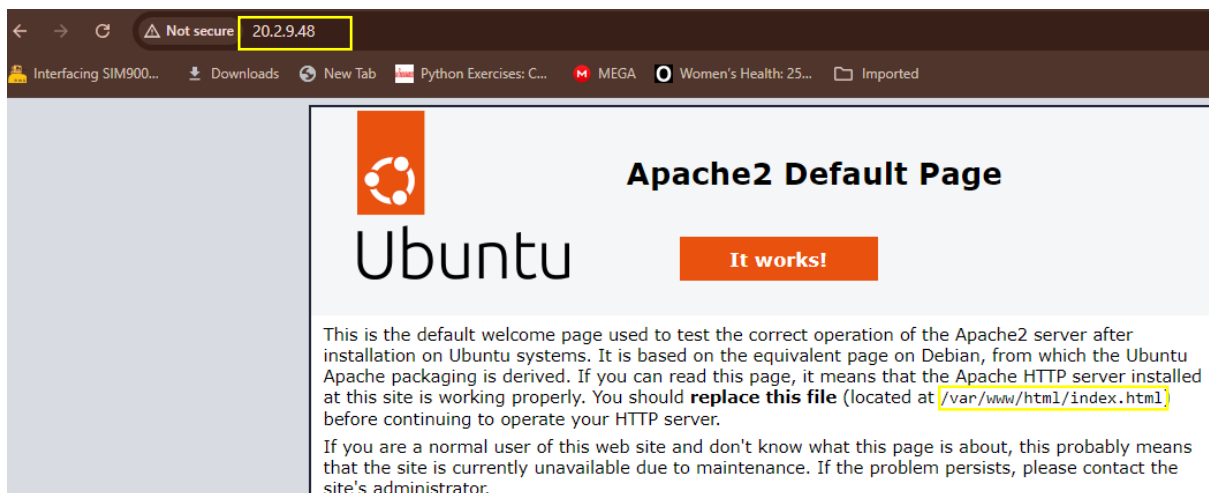 Not secure 20.2.9.48
Interfacing SIM900... Downloads New Tab Python Exercises: C... MEGA Women's Health: 25... Imported
Apache2 Default Page
Ubuntu
It works!
This is the default welcome page used to test the correct operation of the Apache2 server after
installation on Ubuntu systems. It is based on the equivalent page on Debian, from which the Ubuntu
Apache packaging is derived. If you can read this page, it means that the Apache HTTP server installed
at this site is working properly. You should replace this file (located at /var/www/html/index.html)
before continuing to operate your HTTP server.
If you are a normal user of this web site and don't know what this page is about, this probably means
that the site is currently unavailable due to maintenance. If the problem persists, please contact the
site's administrator.